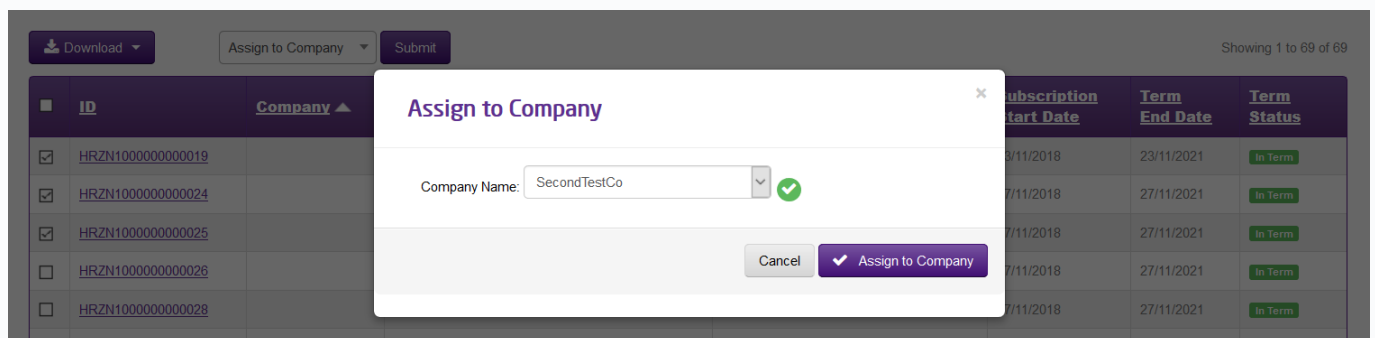 Download
Assign to Company
Submit
Showing 1 to 69 of 69
ID
Company
Assign to Company
×
ubscription
tart Date
Term
End Date
Term
Status
HRZN1000000000019
3/11/2018
23/11/2021
In Term
Company Name:
SecondTestCo
HRZN1000000000024
7/11/2018
27/11/2021
In Term
HRZN1000000000025
7/11/2018
27/11/2021
In Term
Cancel
Assign to Company
HRZN1000000000026
7/11/2018
27/11/2021
In Term
HRZN1000000000028
7/11/2018
27/11/2021
In Term